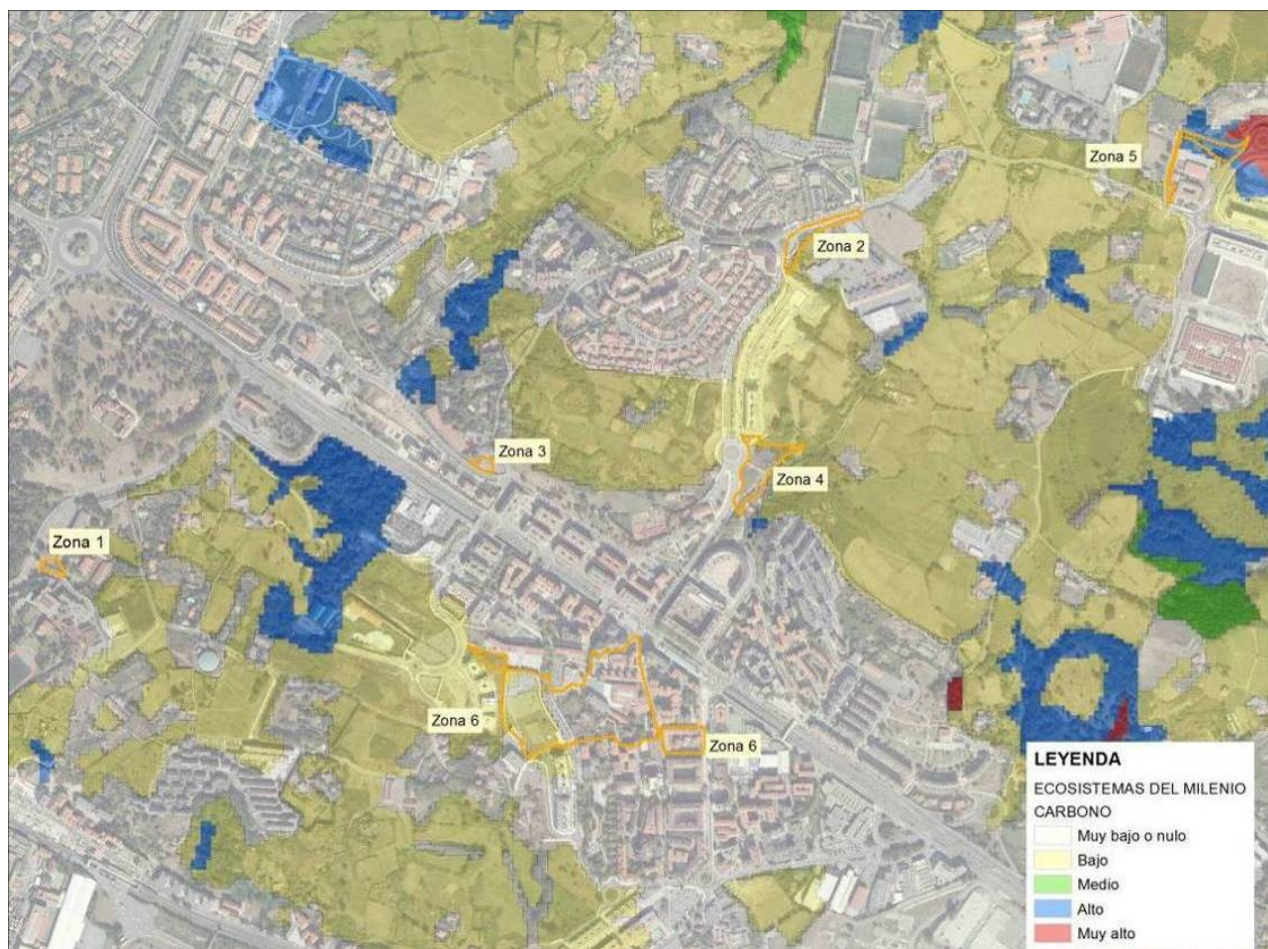 Zona 5
Zona 2
Zona 3
Zona 4
Zona 1
Zona 6
Zona 6
LEYENDA
ECOSISTEMAS DEL MILENIO
CARBONO
Muy bajo o nulo
Bajo
Medio
Alto
Muy alto